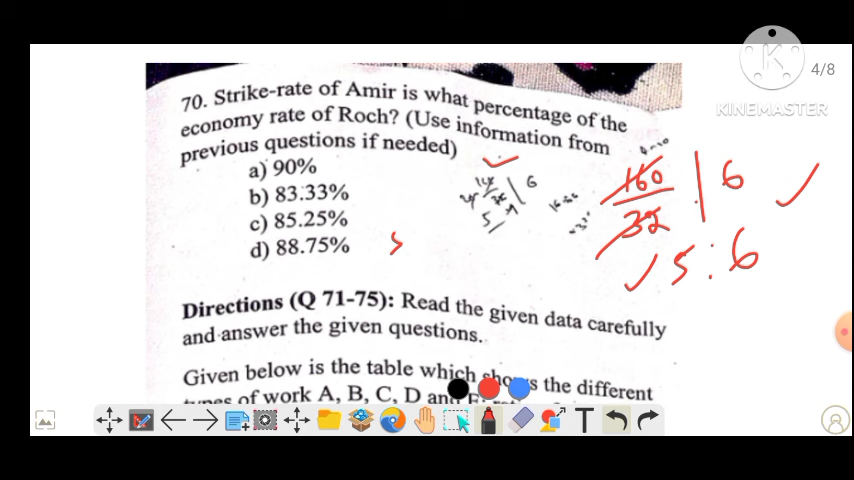 4/8
KINEMASTER
70. Strike-rate of Amir is what percentage of the
economy rate of Roch? (Use information from
previous questions if needed)
a) 90%
b) 83.33%
c) 85.25%
d) 88.75%
6
160 | 6
32
5 : 6
5
Directions (Q 71-75): Read the given data carefully
and answer the given questions.
Given below is the table which shows the different
types of work A, B, C, D and E